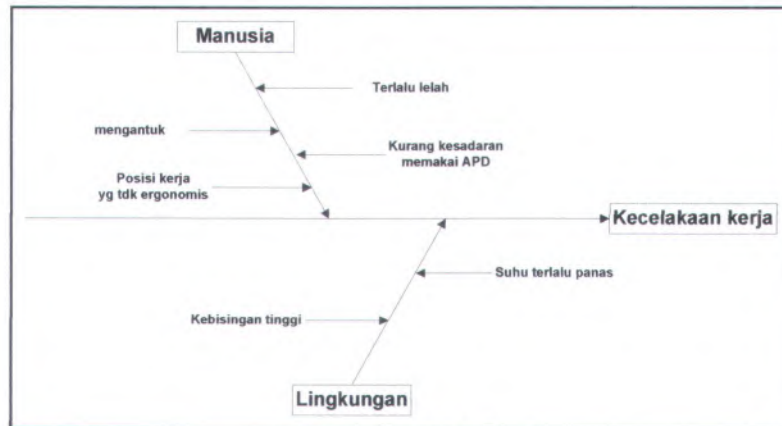 Manusia
Terlalu lelah
mengantuk
Kurang kesadaran
memakai APD
Posisi kerja
yg tdk ergonomis
Kecelakaan kerja
Suhu terlalu panas
Kebisingan tinggi
Lingkungan